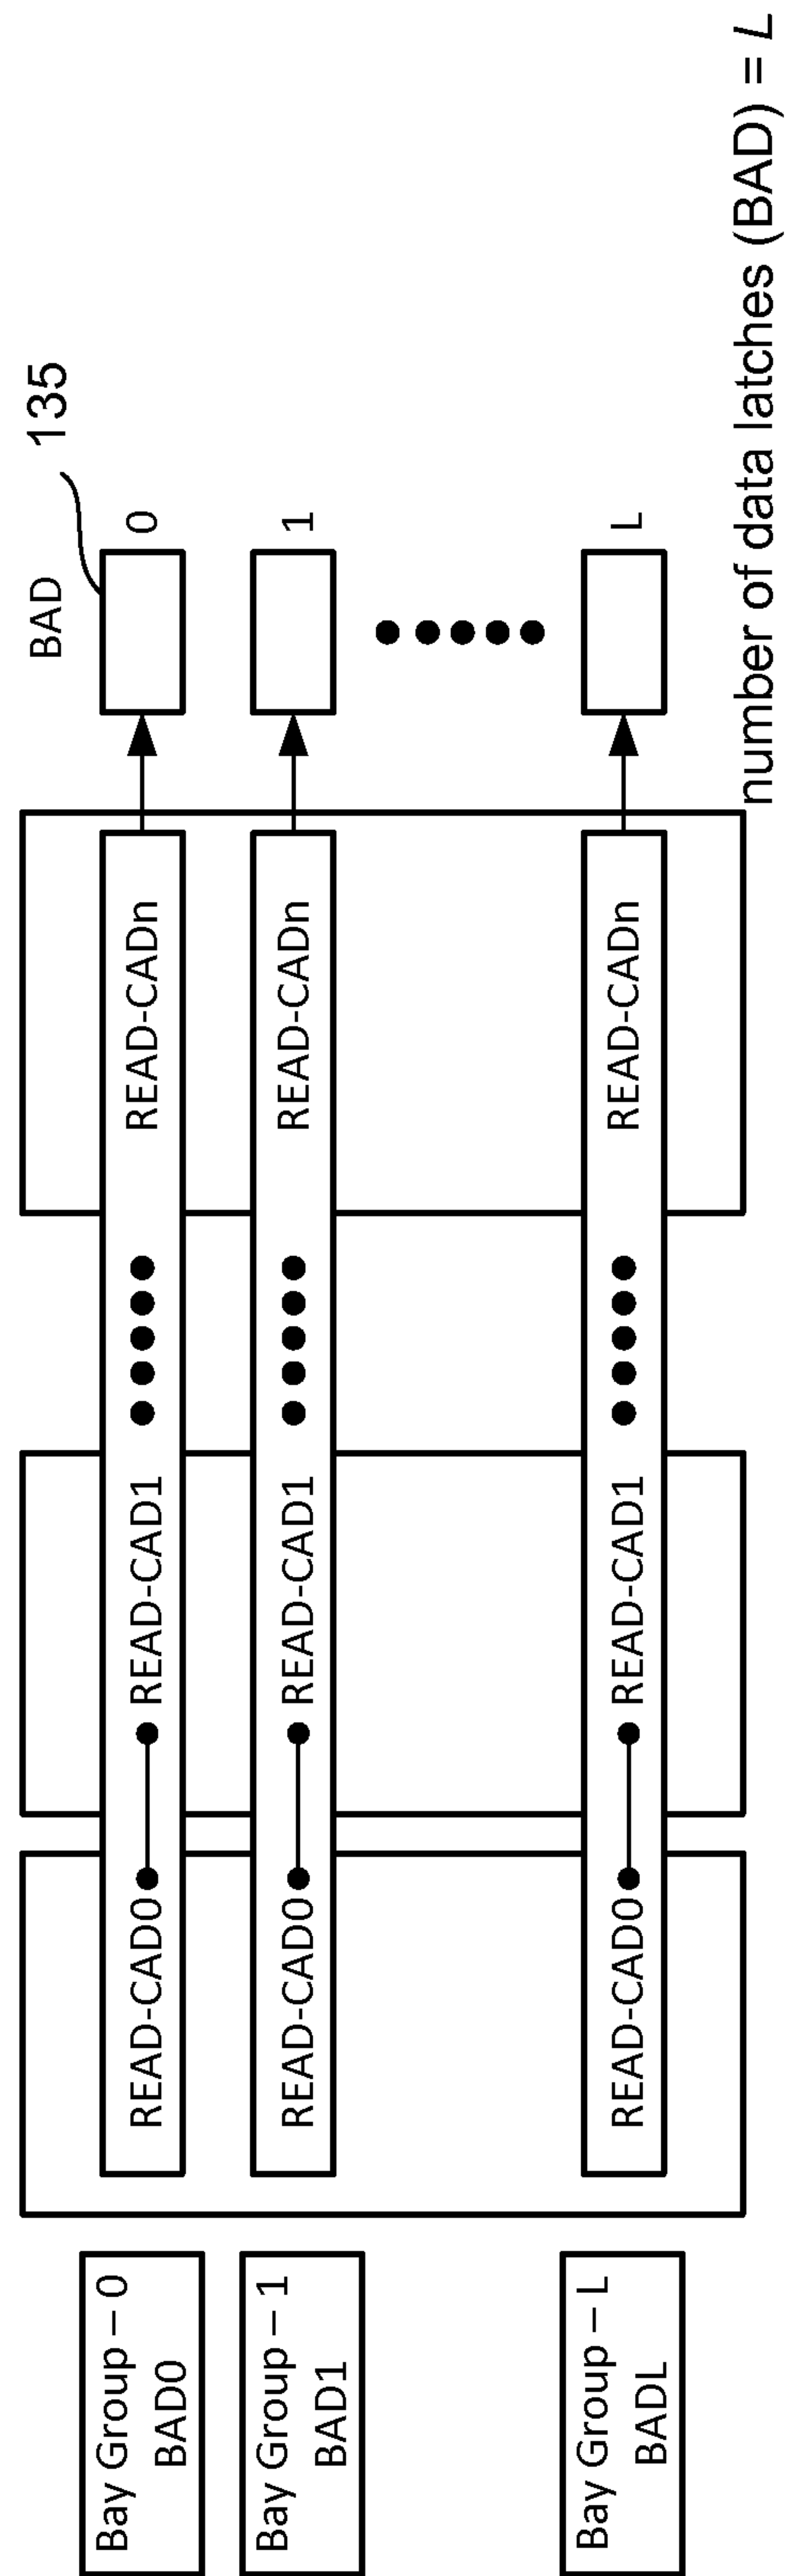 BAD
135
Bay Group – 0
BAD0
READ-CAD0
READ-CAD1
READ-CADn
0
Bay Group – 1
BAD1
READ-CAD0
READ-CAD1
READ-CADn
1
Bay Group – L
BADL
READ-CAD0
READ-CAD1
READ-CADn
L
number of data latches (BAD) = L